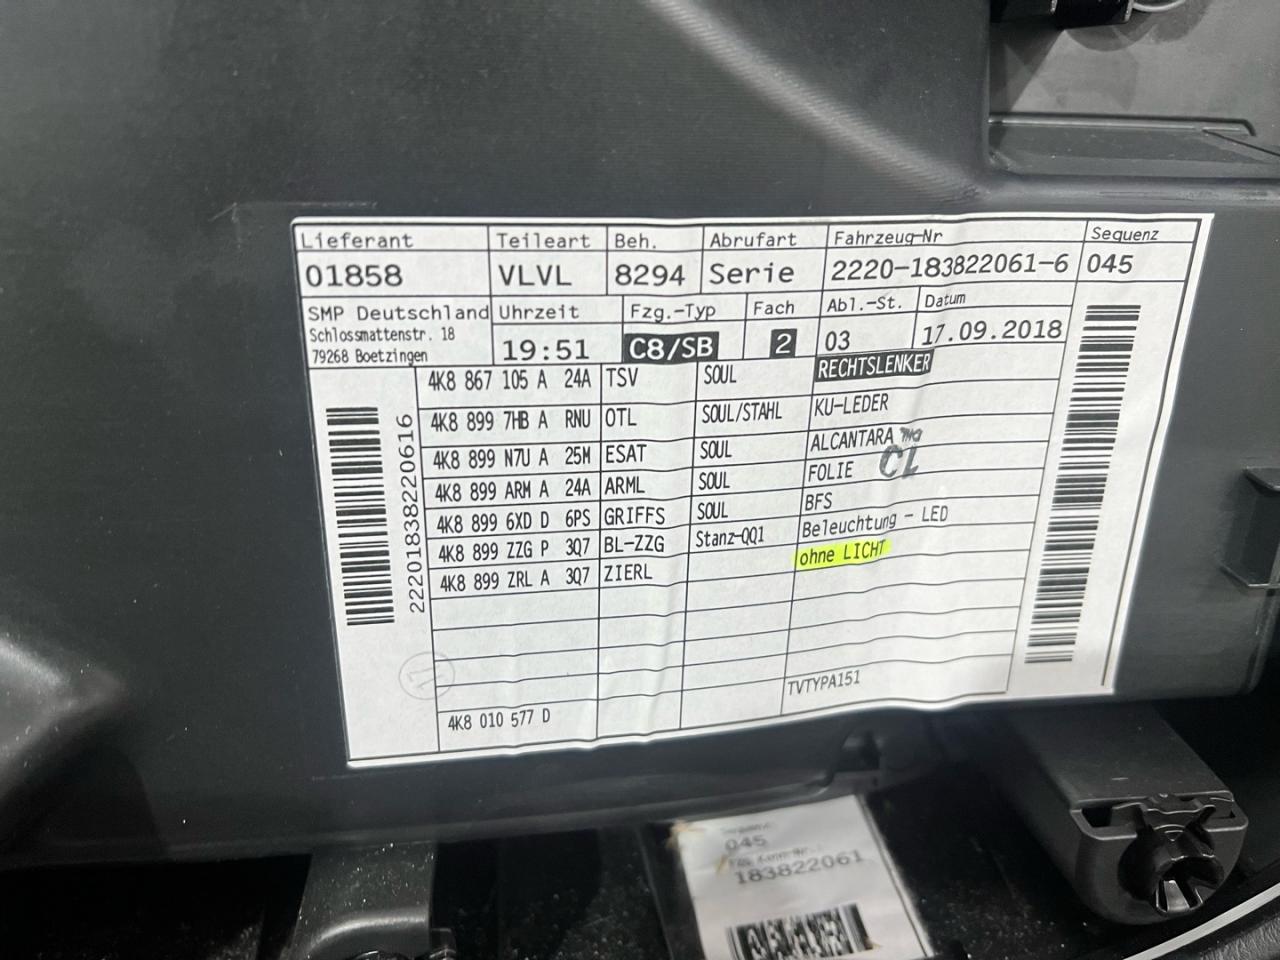 Lieferant Teileart Beh. Abrufart Fahrzeug-Nr Sequenz
01858 VLVL 8294 Serie 2220-183822061-6 045
SMP Deutschland Uhrzeit Fzg.-Typ Fach Abl.-St. Datum
Schlossmattenstr. 18
79268 Boetzingen 19:51 C8/SB 2 03 17.09.2018
4K8 867 105 A 24A TSV SOUL RECHTSLENKER
4K8 899 7HB A RNU OTL SOUL/STAHL KU-LEDER
4K8 899 N7U A 25M ESAT SOUL ALCANTARA
4K8 899 ARM A 24A ARML SOUL FOLIE CL
4K8 899 6XD D 6PS GRIFFS SOUL BFS
4K8 899 ZZG P 3Q7 BL-ZZG Stanz-QQ1 Beleuchtung - LED
4K8 899 ZRL A 3Q7 ZIERL ohne LICHT
TVTYPA151
4K8 010 577 D
22201838220616
Sequenz:
045
183822061